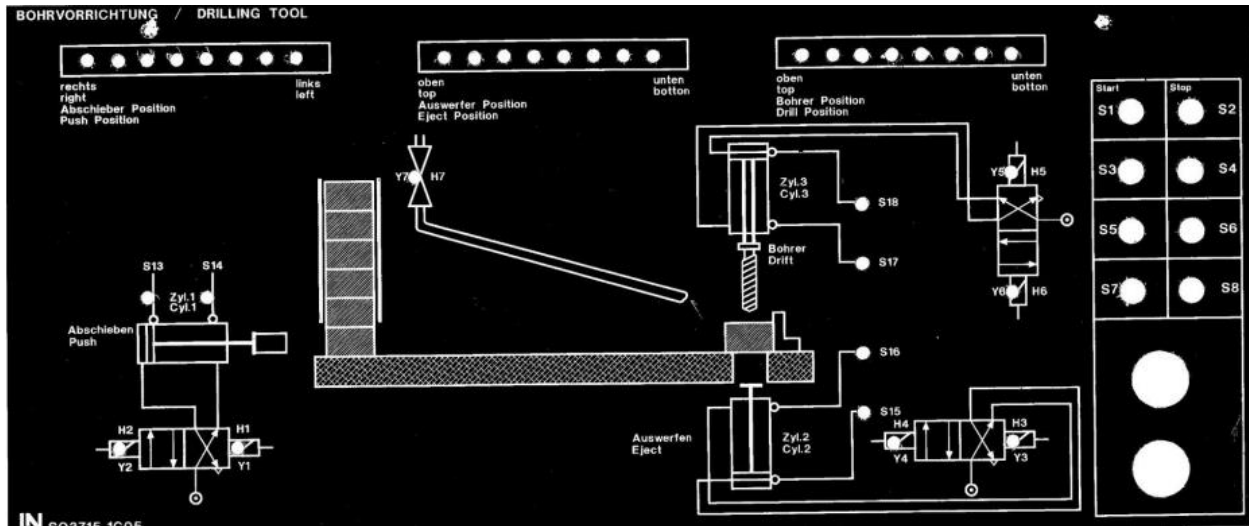 BOHRVORRICHTUNG / DRILLING TOOL
rechts
right
links
left
Abschieber Position
Push Position
oben
top
unten
botton
Auswerfer Position
Eject Position
oben
top
unten
botton
Bohrer Position
Drill Position
Start
Stop
S1
S2
S3
S4
S5
S6
S7
S8
Y7
H7
Zyl.3
Cyl.3
S18
S17
Bohrer
Drift
Y5
H5
Y6
H6
S13
S14
Zyl.1
Cyl.1
Abschieben
Push
H2
H1
Y2
Y1
S16
S15
Auswerfen
Eject
Zyl.2
Cyl.2
H4
H3
Y4
Y3